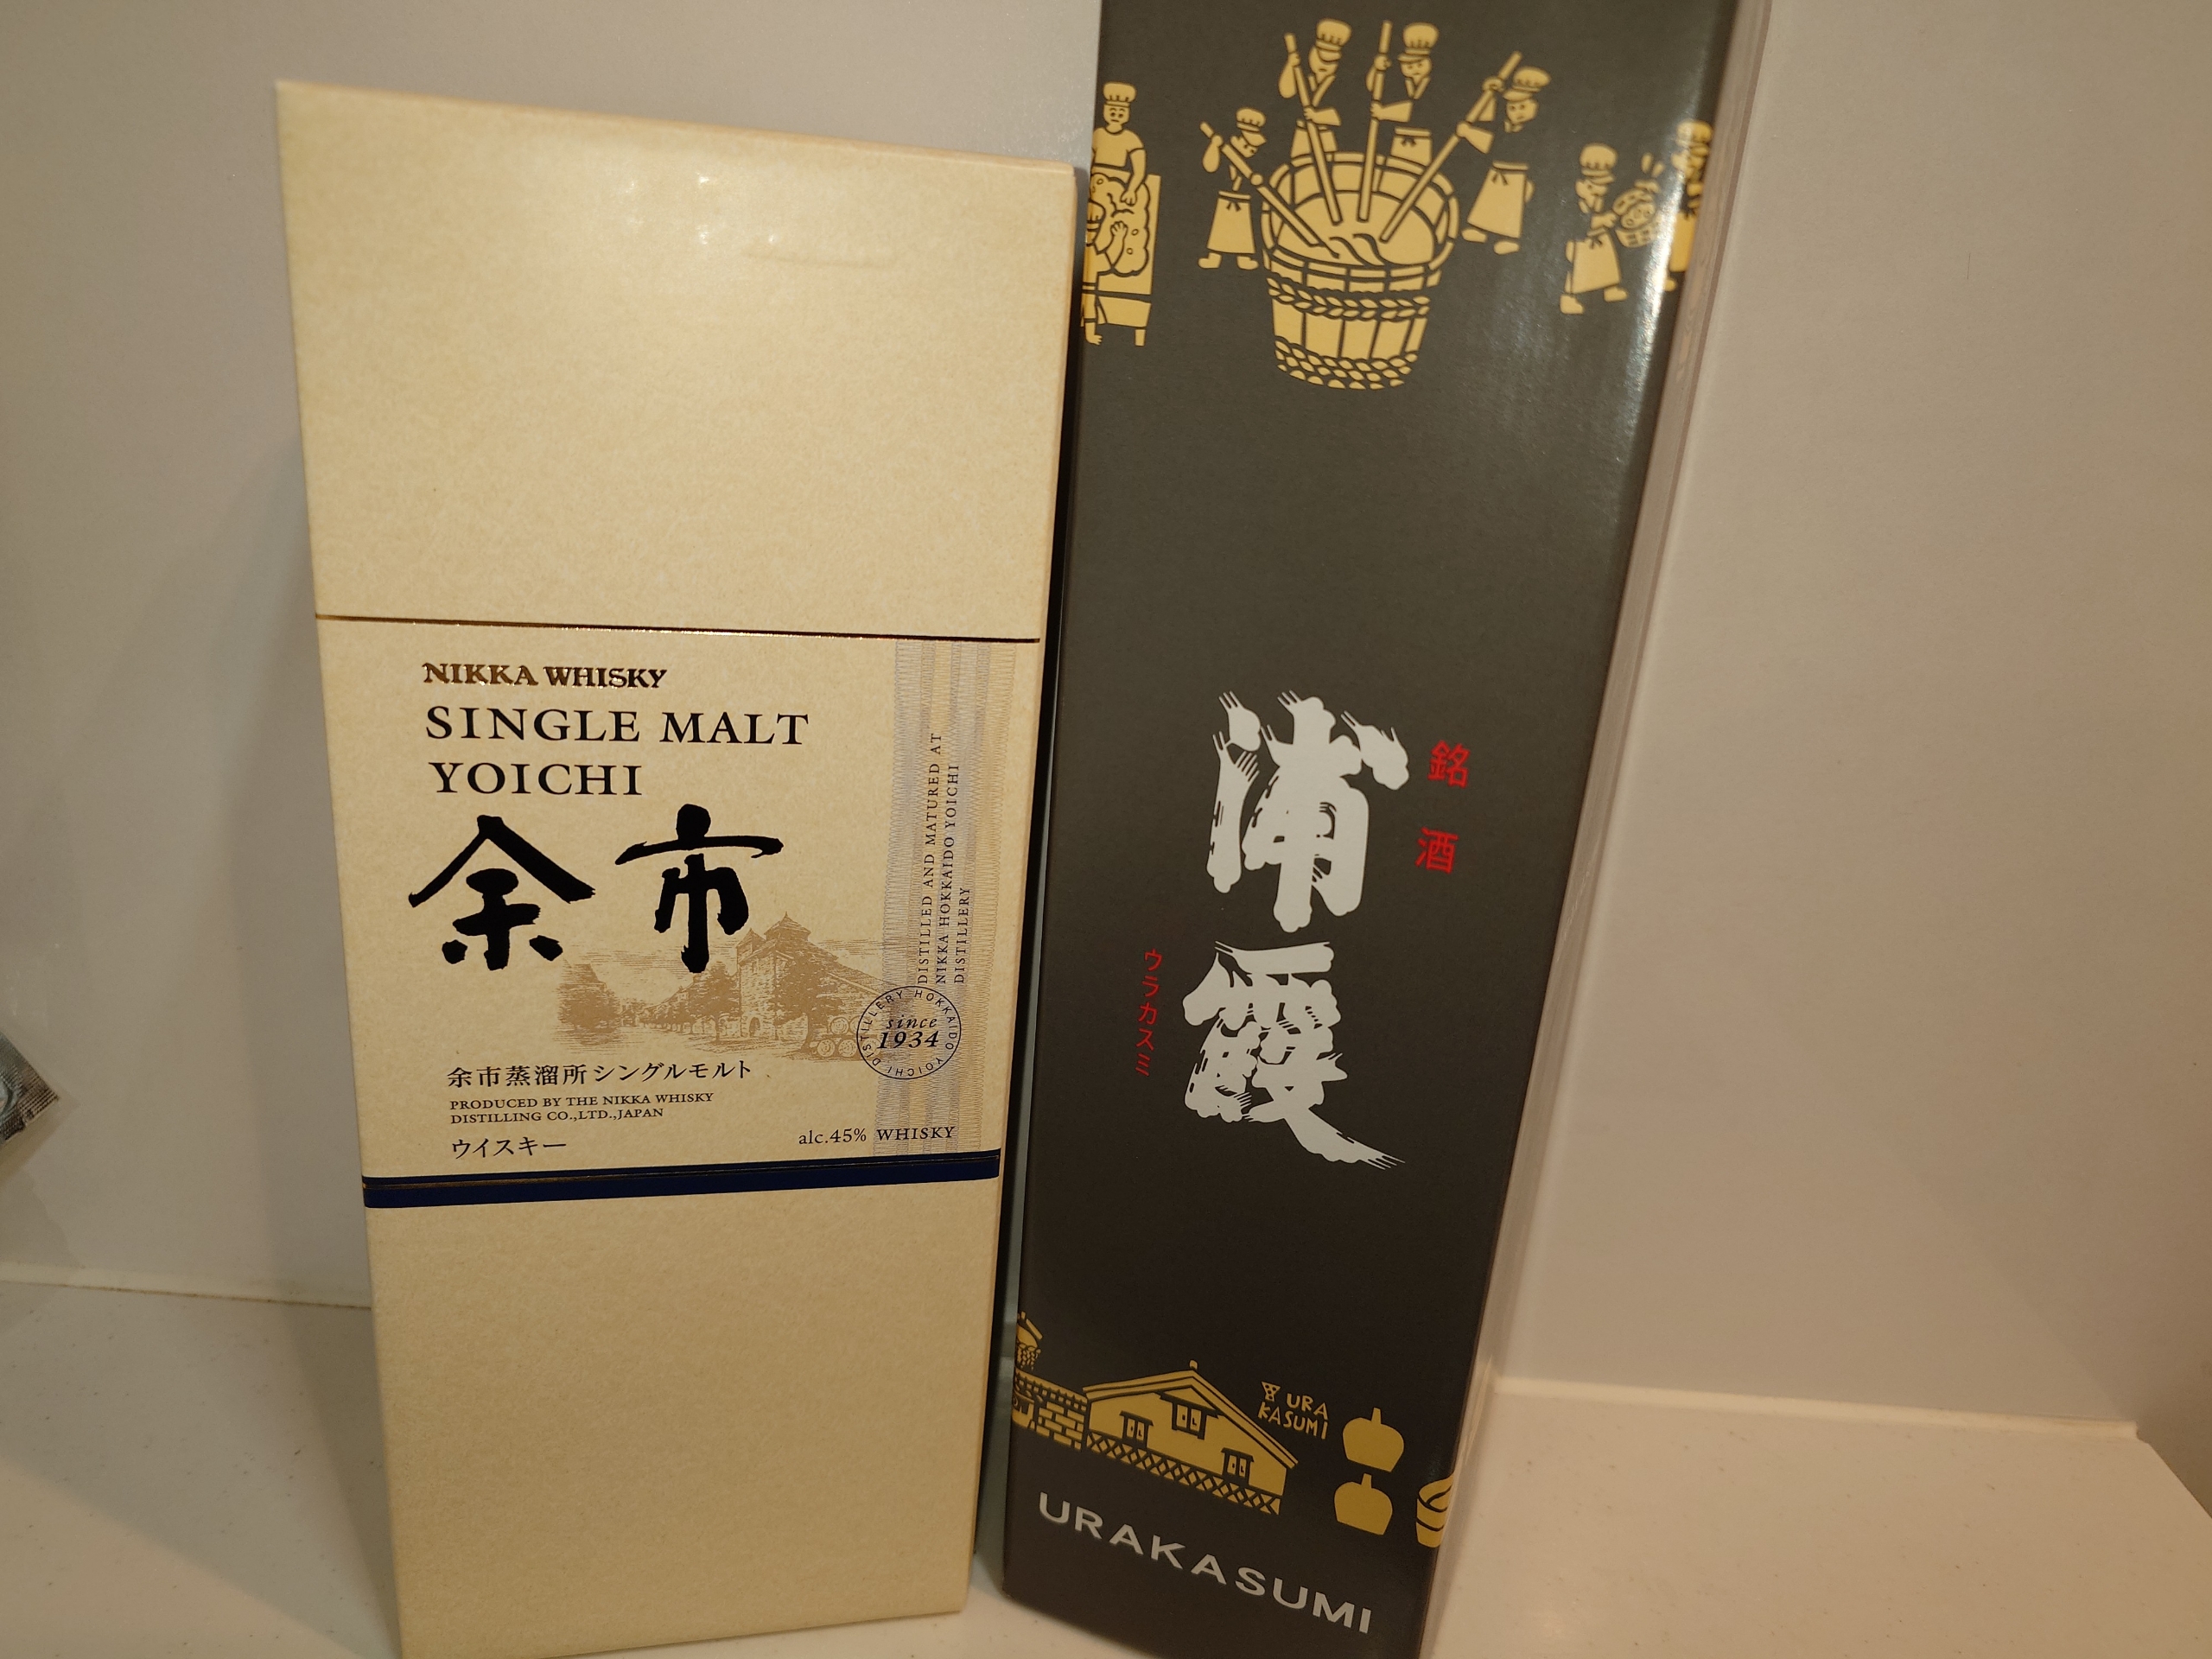 NIKKA WHISKY
SINGLE MALT
YOICHI
余市
DISTILLED AND MATURED AT
NIKKA HOKKAIDO YOICHI
DISTILLERY
DISTILLERY HOKKAIDO YOICHI
since
1934
余市蒸溜所シングルモルト
PRODUCED BY THE NIKKA WHISKY
DISTILLING CO.,LTD.,JAPAN
ウイスキー
alc.45% WHISKY
銘酒
浦霞
ウラカスミ
URA
KASUMI
URAKASUMI